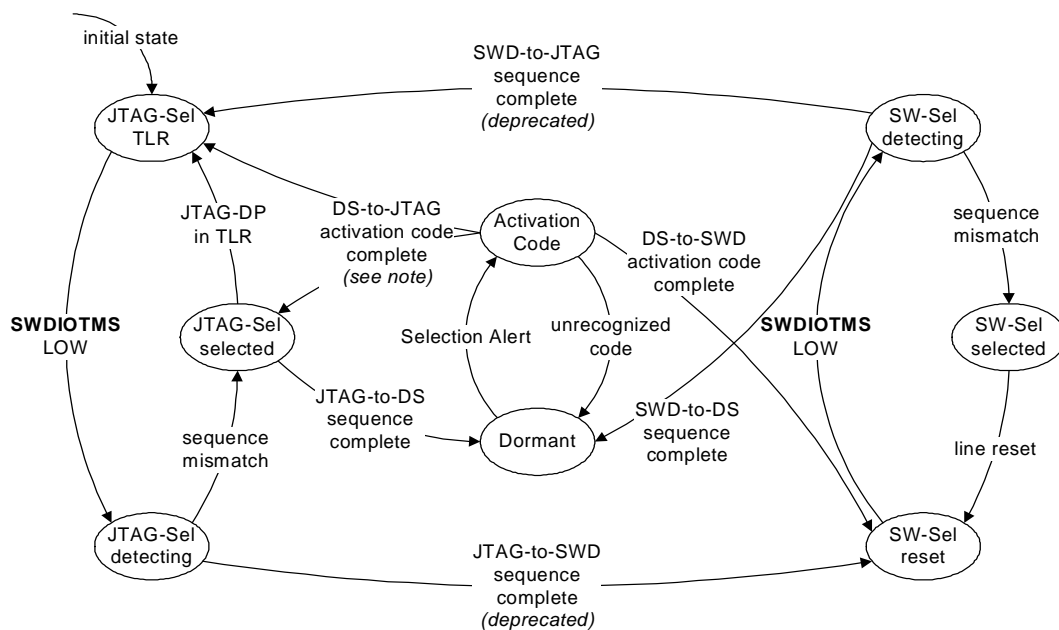 initial state
SWD-to-JTAG
sequence
complete
(deprecated)
JTAG-Sel
TLR
SW-Sel
detecting
JTAG-DP
in TLR
DS-to-JTAG
activation code
complete
(see note)
Activation
Code
DS-to-SWD
activation code
complete
sequence
mismatch
SWDIOTMS
LOW
JTAG-Sel
selected
Selection Alert
unrecognized
code
SWDIOTMS
LOW
SW-Sel
selected
JTAG-to-DS
sequence
complete
sequence
mismatch
Dormant
SWD-to-DS
sequence
complete
line reset
JTAG-Sel
detecting
JTAG-to-SWD
sequence
complete
(deprecated)
SW-Sel
reset